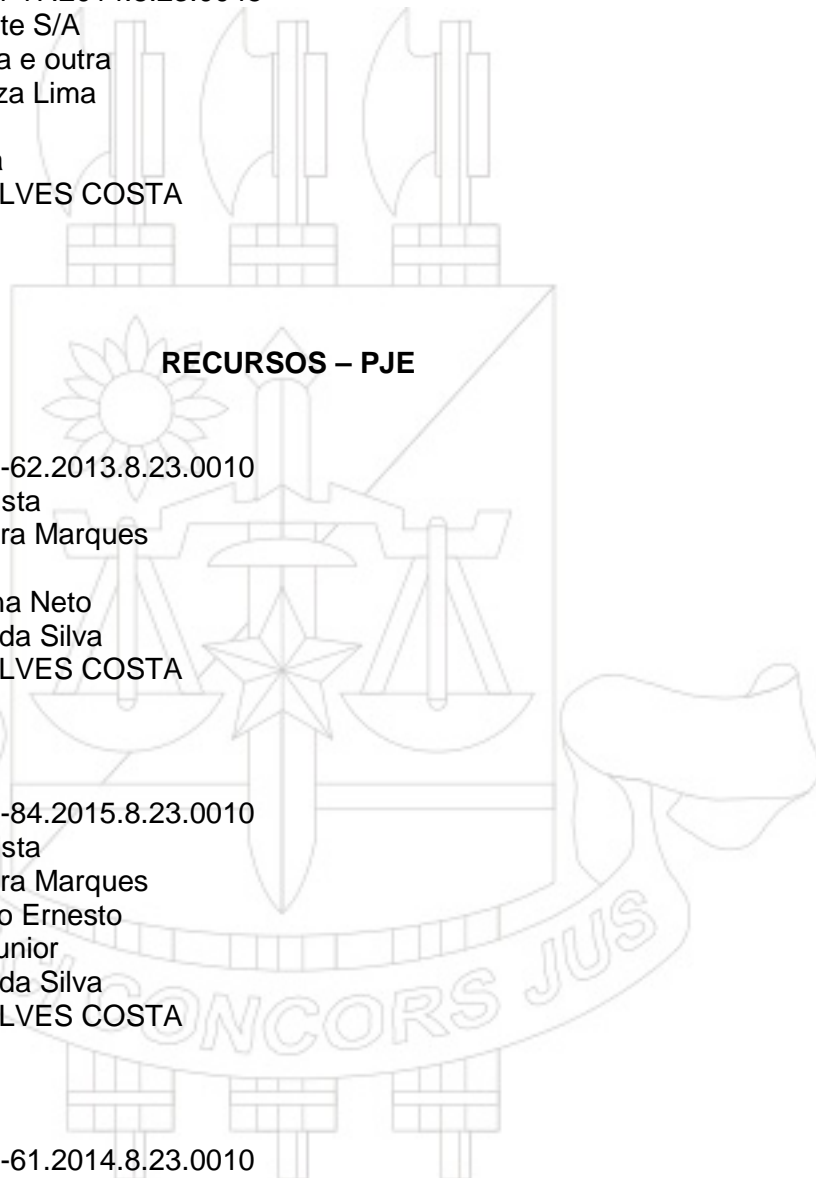 te S/A
a e outra
za Lima
a
LVES COSTA
RECURSOS – PJE
-62.2013.8.23.0010
sta
ra Marques
na Neto
da Silva
LVES COSTA
-84.2015.8.23.0010
sta
ra Marques
o Ernesto
unior
da Silva
LVES COSTA
CONCORS JUS
-61.2014.8.23.0010